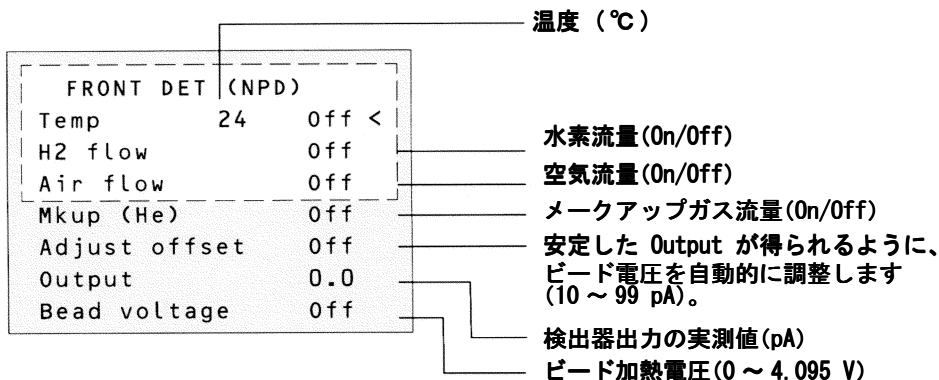 温度 (℃)
FRONT DET (NPD)
Temp 24 Off <
H2 flow Off
Air flow Off
Mkup (He) Off
Adjust offset Off
Output 0.0
Bead voltage Off
水素流量(On/Off)
空気流量(On/Off)
メークアップガス流量(On/Off)
安定した Output が得られるように、
ビード電圧を自動的に調整します
(10 ~ 99 pA)。
検出器出力の実測値(pA)
ビード加熱電圧(0 ~ 4.095 V)